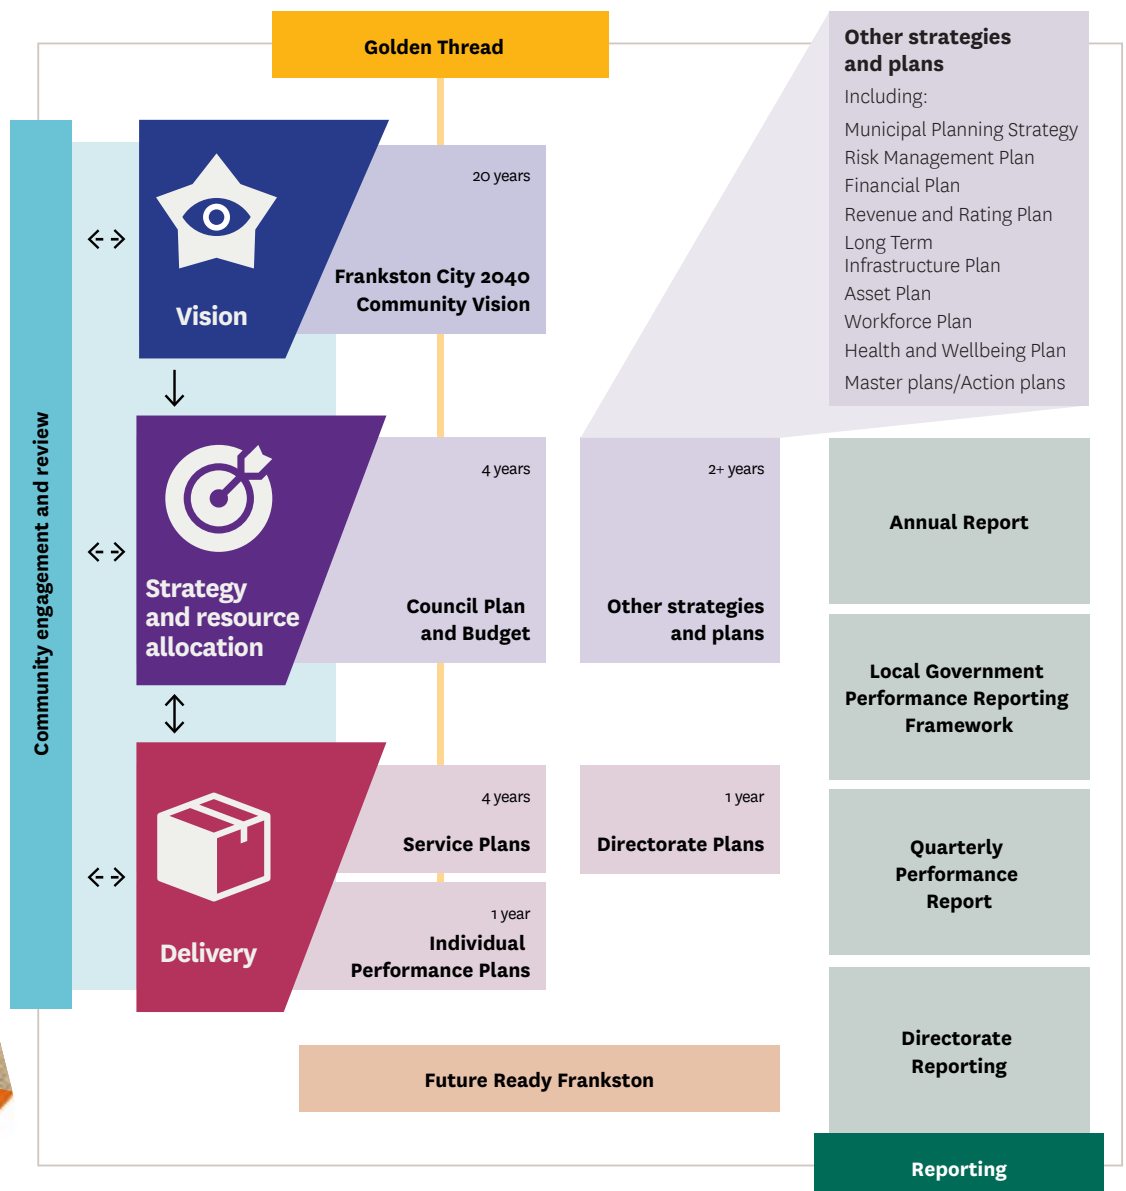 Golden Thread
Other strategies
and plans
Including:
Municipal Planning Strategy
Risk Management Plan
Financial Plan
Revenue and Rating Plan
Long Term
Infrastructure Plan
Asset Plan
Workforce Plan
Health and Wellbeing Plan
Master plans/Action plans
Community engagement and review
Vision
20 years
Frankston City 2040
Community Vision
Strategy
and resource
allocation
4 years
Council Plan
and Budget
2+ years
Other strategies
and plans
Delivery
4 years
Service Plans
1 year
Directorate Plans
1 year
Individual
Performance Plans
Future Ready Frankston
Annual Report
Local Government
Performance Reporting
Framework
Quarterly
Performance
Report
Directorate
Reporting
Reporting